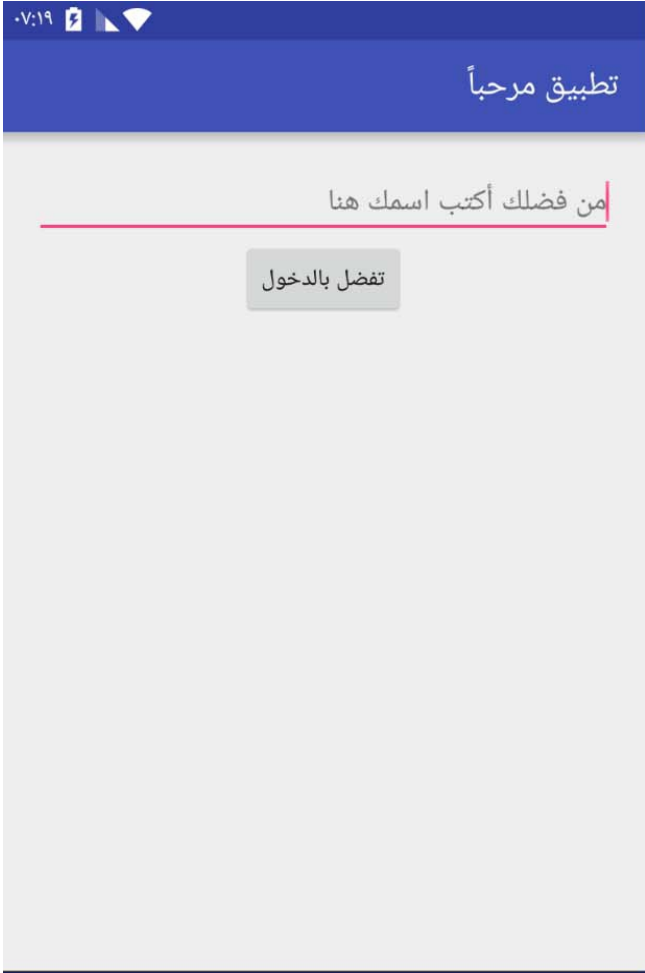 ٠٧:١٩
تطبيق مرحباً
من فضلك أكتب اسمك هنا
تفضل بالدخول